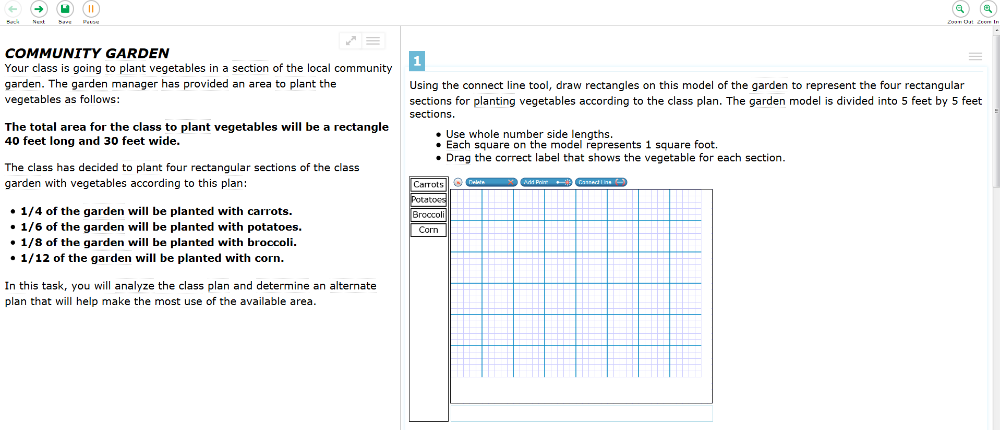 Back Next Save Pause Zoom Out Zoom In
COMMUNITY GARDEN
Your class is going to plant vegetables in a section of the local community
garden. The garden manager has provided an area to plant the
vegetables as follows:
The total area for the class to plant vegetables will be a rectangle
40 feet long and 30 feet wide.
The class has decided to plant four rectangular sections of the class
garden with vegetables according to this plan:
• 1/4 of the garden will be planted with carrots.
• 1/6 of the garden will be planted with potatoes.
• 1/8 of the garden will be planted with broccoli.
• 1/12 of the garden will be planted with corn.
In this task, you will analyze the class plan and determine an alternate
plan that will help make the most use of the available area.
1
Using the connect line tool, draw rectangles on this model of the garden to represent the four rectangular
sections for planting vegetables according to the class plan. The garden model is divided into 5 feet by 5 feet
sections.
• Use whole number side lengths.
• Each square on the model represents 1 square foot.
• Drag the correct label that shows the vegetable for each section.
Delete Add Point Connect Line
Carrots
Potatoes
Broccoli
Corn